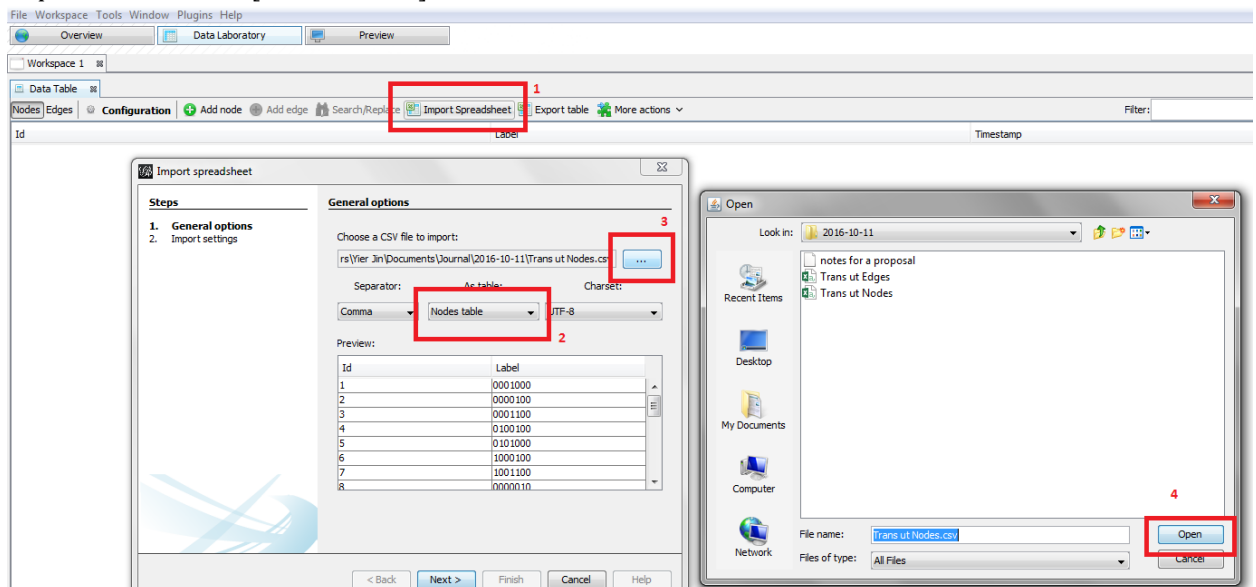 File Workspace Tools Window Plugins Help
Overview Data Laboratory Preview
Workspace 1
Data Table
1
Nodes Edges Configuration Add node Add edge Search/Replace Import Spreadsheet Export table More actions Filter:
Id Label Timestamp
Import spreadsheet
Steps
1. General options
2. Import settings
General options
3
Choose a CSV file to import:
rs\Yier Jin\Documents\Journal\2016-10-11\Trans ut Nodes.csv ...
Separator: As table: Charset:
Comma Nodes table UTF-8
2
Preview:
Id Label
1 0001000
2 0000100
3 0001100
4 0100100
5 0101000
6 1000100
7 1001100
8 0000010
< Back Next > Finish Cancel Help
Open
Look in: 2016-10-11
notes for a proposal
Trans ut Edges
Trans ut Nodes
Recent Items
Desktop
My Documents
Computer
Network
4
File name: Trans ut Nodes.csv Open
Files of type: All Files Cancel